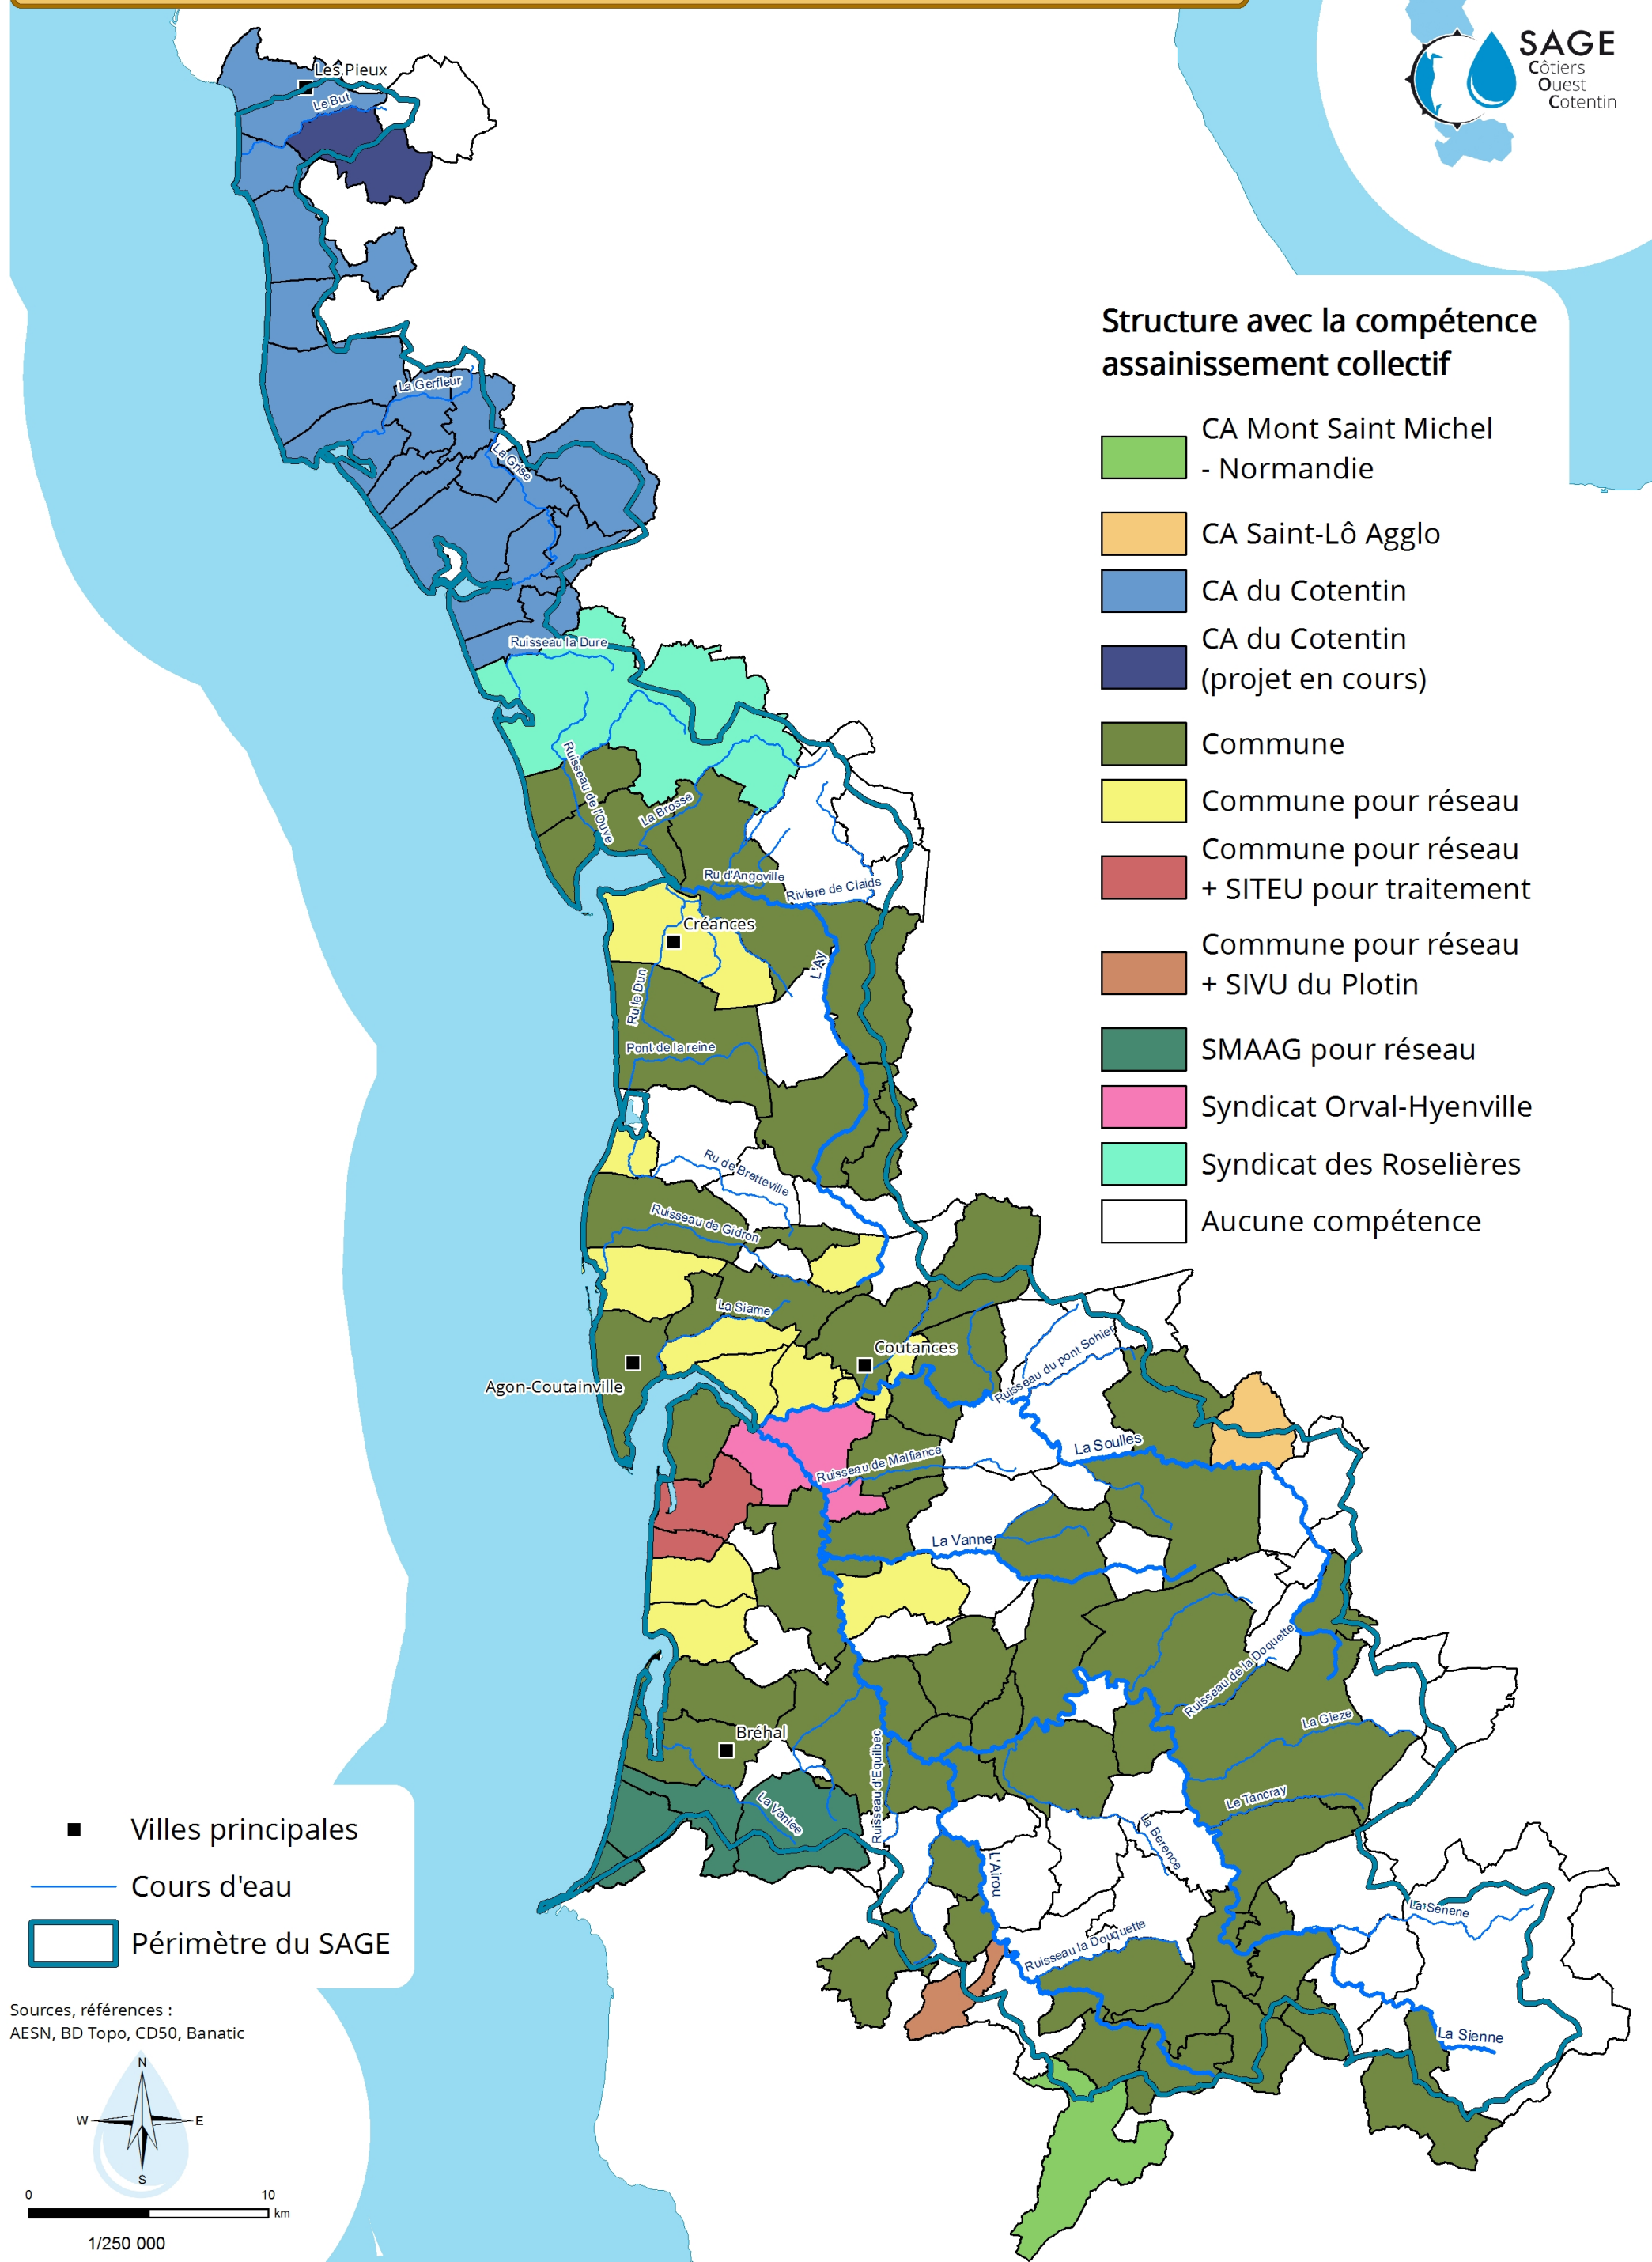 SAGE
Côtiers
Ouest
Cotentin
Les Pieux
Le But
La Gerfleur
La Grise
Ruisseau la Dure
Ruisseau de l'Ouve
La Brosse
Ru d'Angoville
Riviere de Claids
Créances
L'Ay
Ru le Dun
Pont de la reine
Ru de Bretteville
Ruisseau de Gidron
La Siame
Coutances
Agon-Coutainville
Ruisseau du pont Sohier
La Soulles
Ruisseau de Malfiance
La Vanne
Ruisseau de la Doquette
La Gieze
Bréhal
Ruisseau d'Equilbec
La Vanlee
Le Tancray
La Berence
L'Airou
La Senene
Ruisseau la Douquette
La Sienne
Structure avec la compétence
assainissement collectif
CA Mont Saint Michel
- Normandie
CA Saint-Lô Agglo
CA du Cotentin
CA du Cotentin
(projet en cours)
Commune
Commune pour réseau
Commune pour réseau
+ SITEU pour traitement
Commune pour réseau
+ SIVU du Plotin
SMAAG pour réseau
Syndicat Orval-Hyenville
Syndicat des Roselières
Aucune compétence
Villes principales
Cours d'eau
Périmètre du SAGE
Sources, références :
AESN, BD Topo, CD50, Banatic
N
W E
S
0 10
km
1/250 000